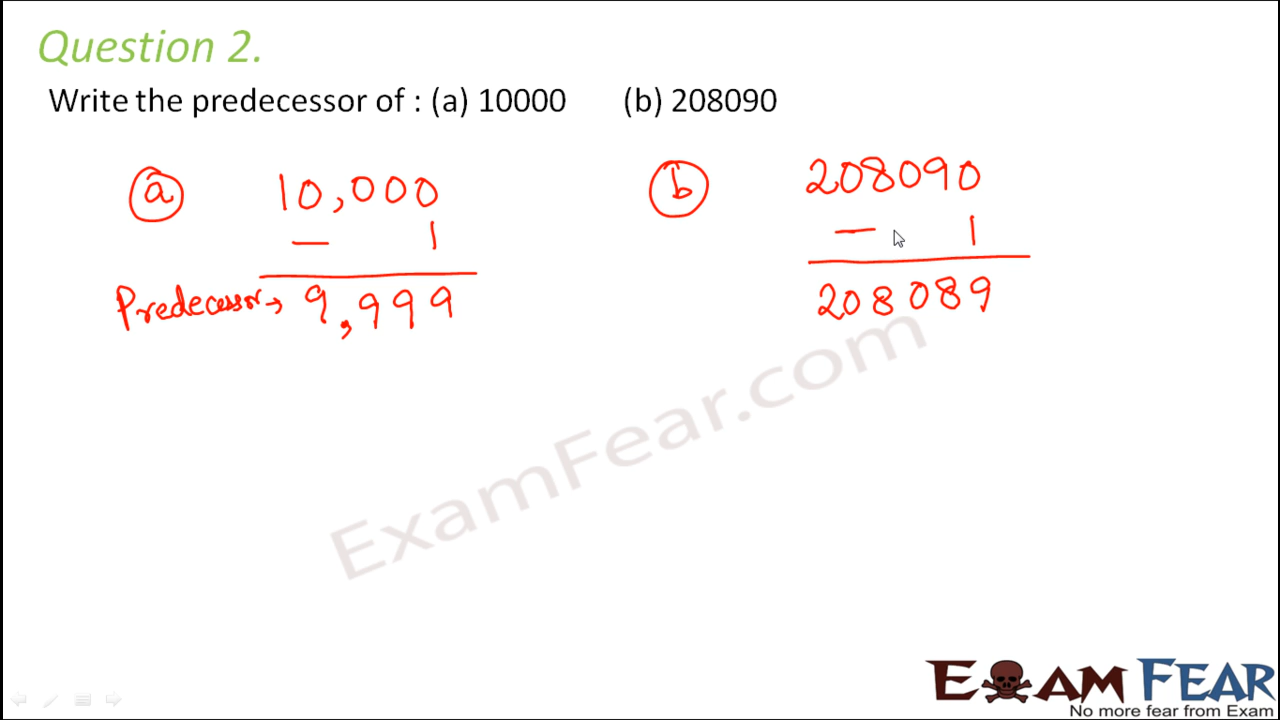 Question 2.
Write the predecessor of : (a) 10000 (b) 208090
a 10,000
— 1
Predecessor→ 9,999
b 208090
— 1
208089
ExamFear.com
EXAM FEAR
No more fear from Exam